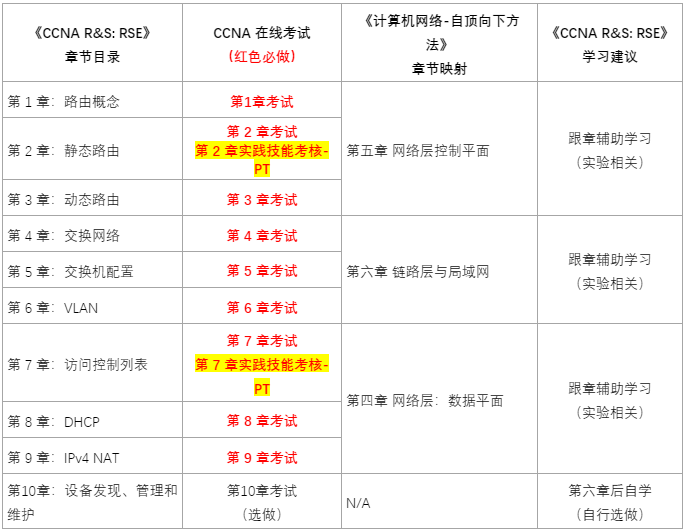 《CCNA R&S: RSE》
章节目录
CCNA 在线考试
(红色必做)
《计算机网络-自顶向下方
法》
章节映射
《CCNA R&S: RSE》
学习建议
第 1 章：路由概念
第1章考试
第五章 网络层控制平面
跟章辅助学习
（实验相关）
第 2 章：静态路由
第 2 章考试
第 2 章实践技能考核-
PT
第 3 章：动态路由
第 3 章考试
第 4 章：交换网络
第 4 章考试
第六章 链路层与局域网
跟章辅助学习
（实验相关）
第 5 章：交换机配置
第 5 章考试
第 6 章：VLAN
第 6 章考试
第 7 章：访问控制列表
第 7 章考试
第 7 章实践技能考核-
PT
第四章 网络层：数据平面
跟章辅助学习
（实验相关）
第 8 章：DHCP
第 8 章考试
第 9 章：IPv4 NAT
第 9 章考试
第10章：设备发现、管理和
维护
第10章考试
（选做）
N/A
第六章后自学
（自行选做）